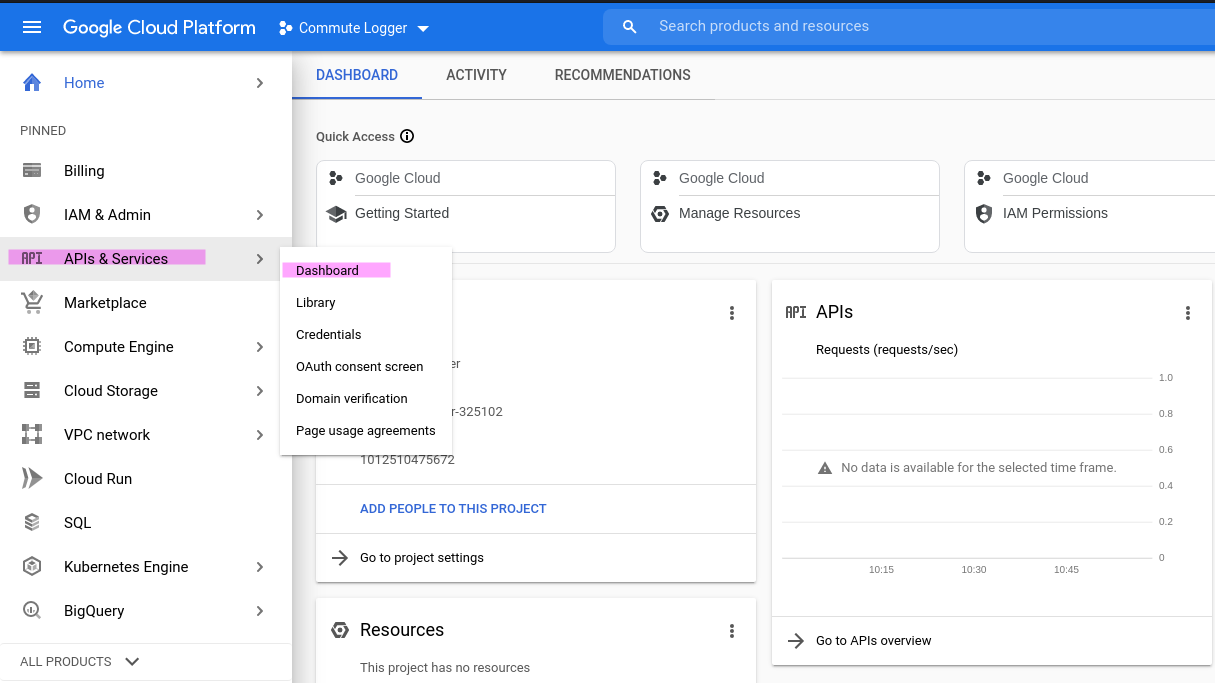 Google Cloud Platform
Commute Logger
Search products and resources
Home
PINNED
Billing
IAM & Admin
API APIs & Services
Marketplace
Compute Engine
Cloud Storage
VPC network
Cloud Run
SQL
Kubernetes Engine
BigQuery
ALL PRODUCTS
Dashboard
Library
Credentials
OAuth consent screen
Domain verification
Page usage agreements
DASHBOARD ACTIVITY RECOMMENDATIONS
Quick Access
Google Cloud
Getting Started
Google Cloud
Manage Resources
Google Cloud
IAM Permissions
er
r-325102
1012510475672
ADD PEOPLE TO THIS PROJECT
Go to project settings
Resources
This project has no resources
API APIs
Requests (requests/sec)
1.0
0.8
0.6
No data is available for the selected time frame.
0.4
0.2
0
10:15 10:30 10:45
Go to APIs overview